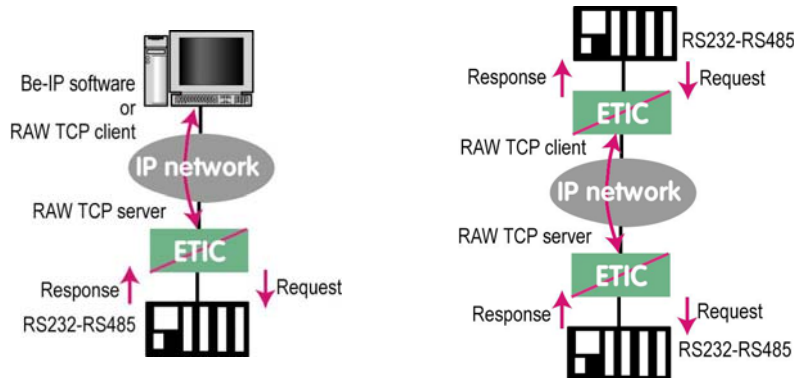 Be-IP software
or
RAW TCP client
IP network
RAW TCP server
ETIC
Response
Request
RS232-RS485
RS232-RS485
Response
Request
ETIC
RAW TCP client
IP network
RAW TCP server
ETIC
Response
Request
RS232-RS485